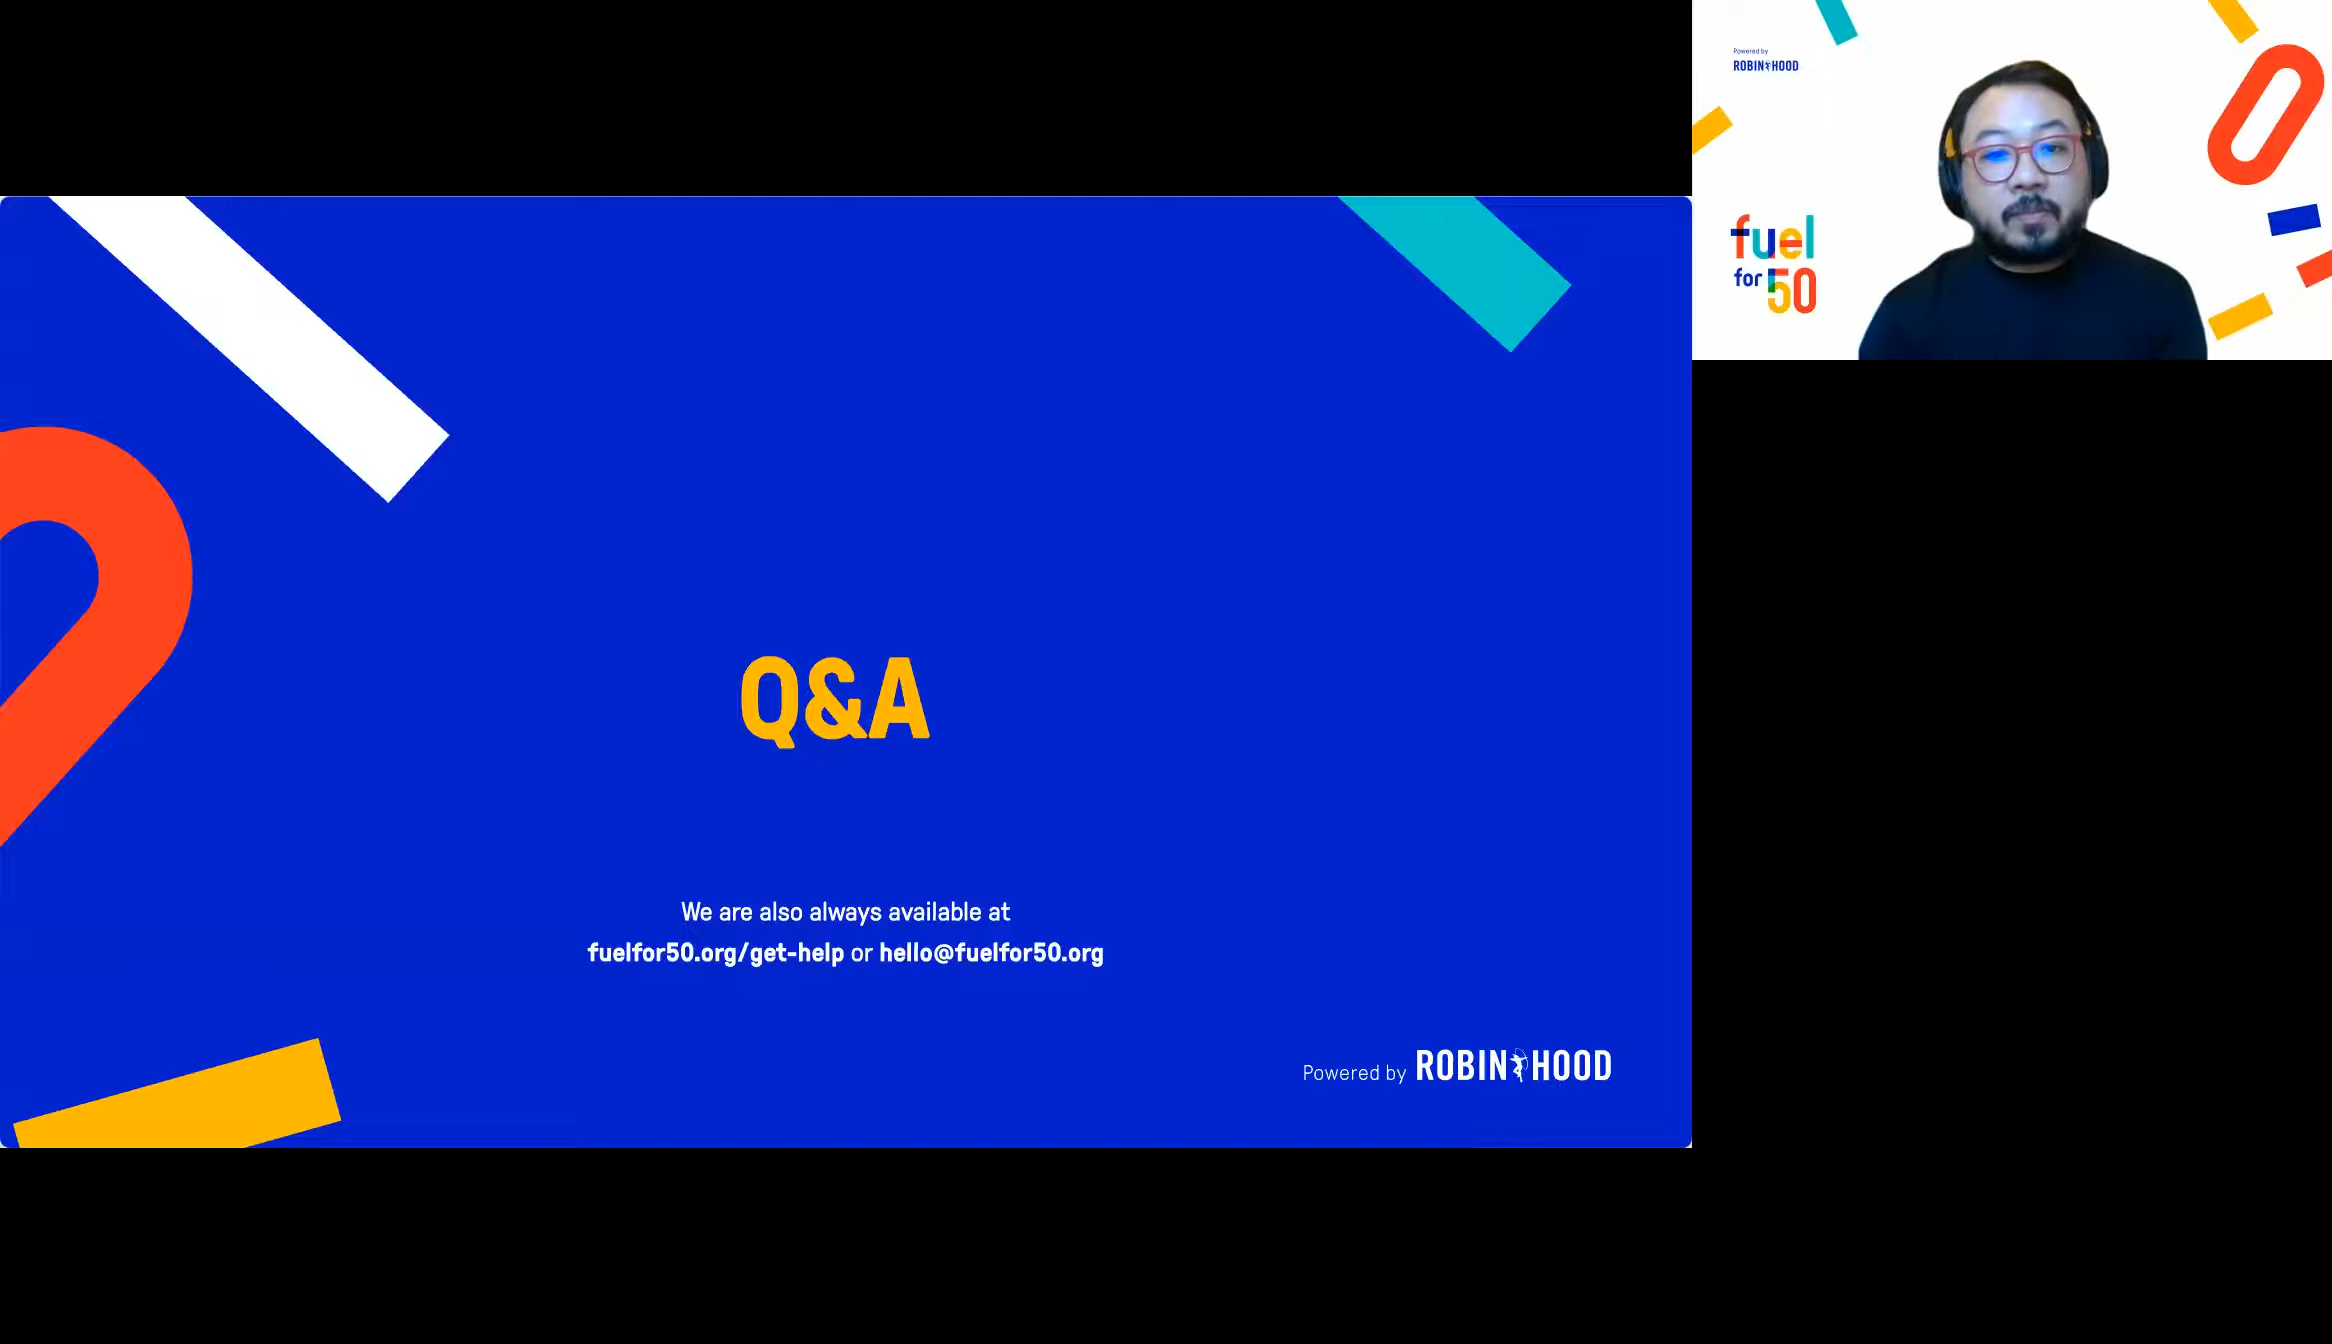 Q&A
We are also always available at
fuelfor50.org/get-help or hello@fuelfor50.org
Powered by ROBIN HOOD
Powered by
ROBIN HOOD
fuel
for 50